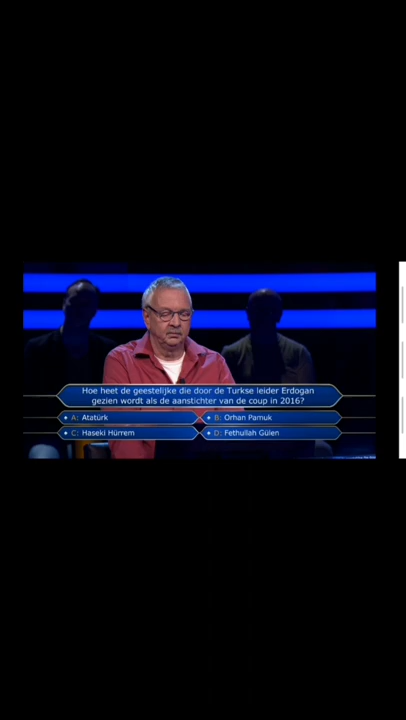 Hoe heet de geestelijke die door de Turkse leider Erdogan
gezien wordt als de aanstichter van de coup in 2016?
A: Atatürk
B: Orhan Pamuk
C: Haseki Hürrem
D: Fethullah Gülen